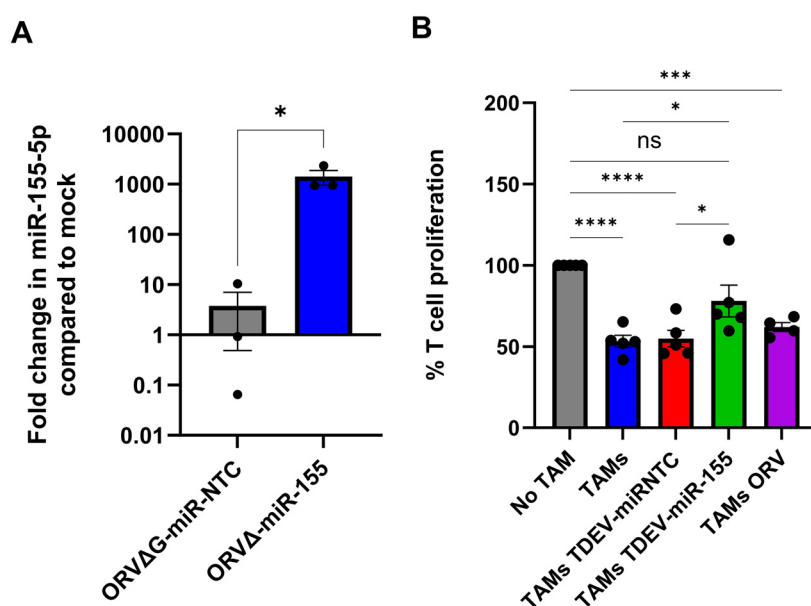 A
Fold change in miR-155-5p
compared to mock
*
10000
1000
100
10
1
0.1
0.01
ORVΔG-miR-NTC
ORVΔ-miR-155
B
% T cell proliferation
***
*
ns
****
*
****
200
150
100
50
0
No TAM
TAMs
TAMs TDEV-miRNTC
TAMs TDEV-miR-155
TAMs ORV